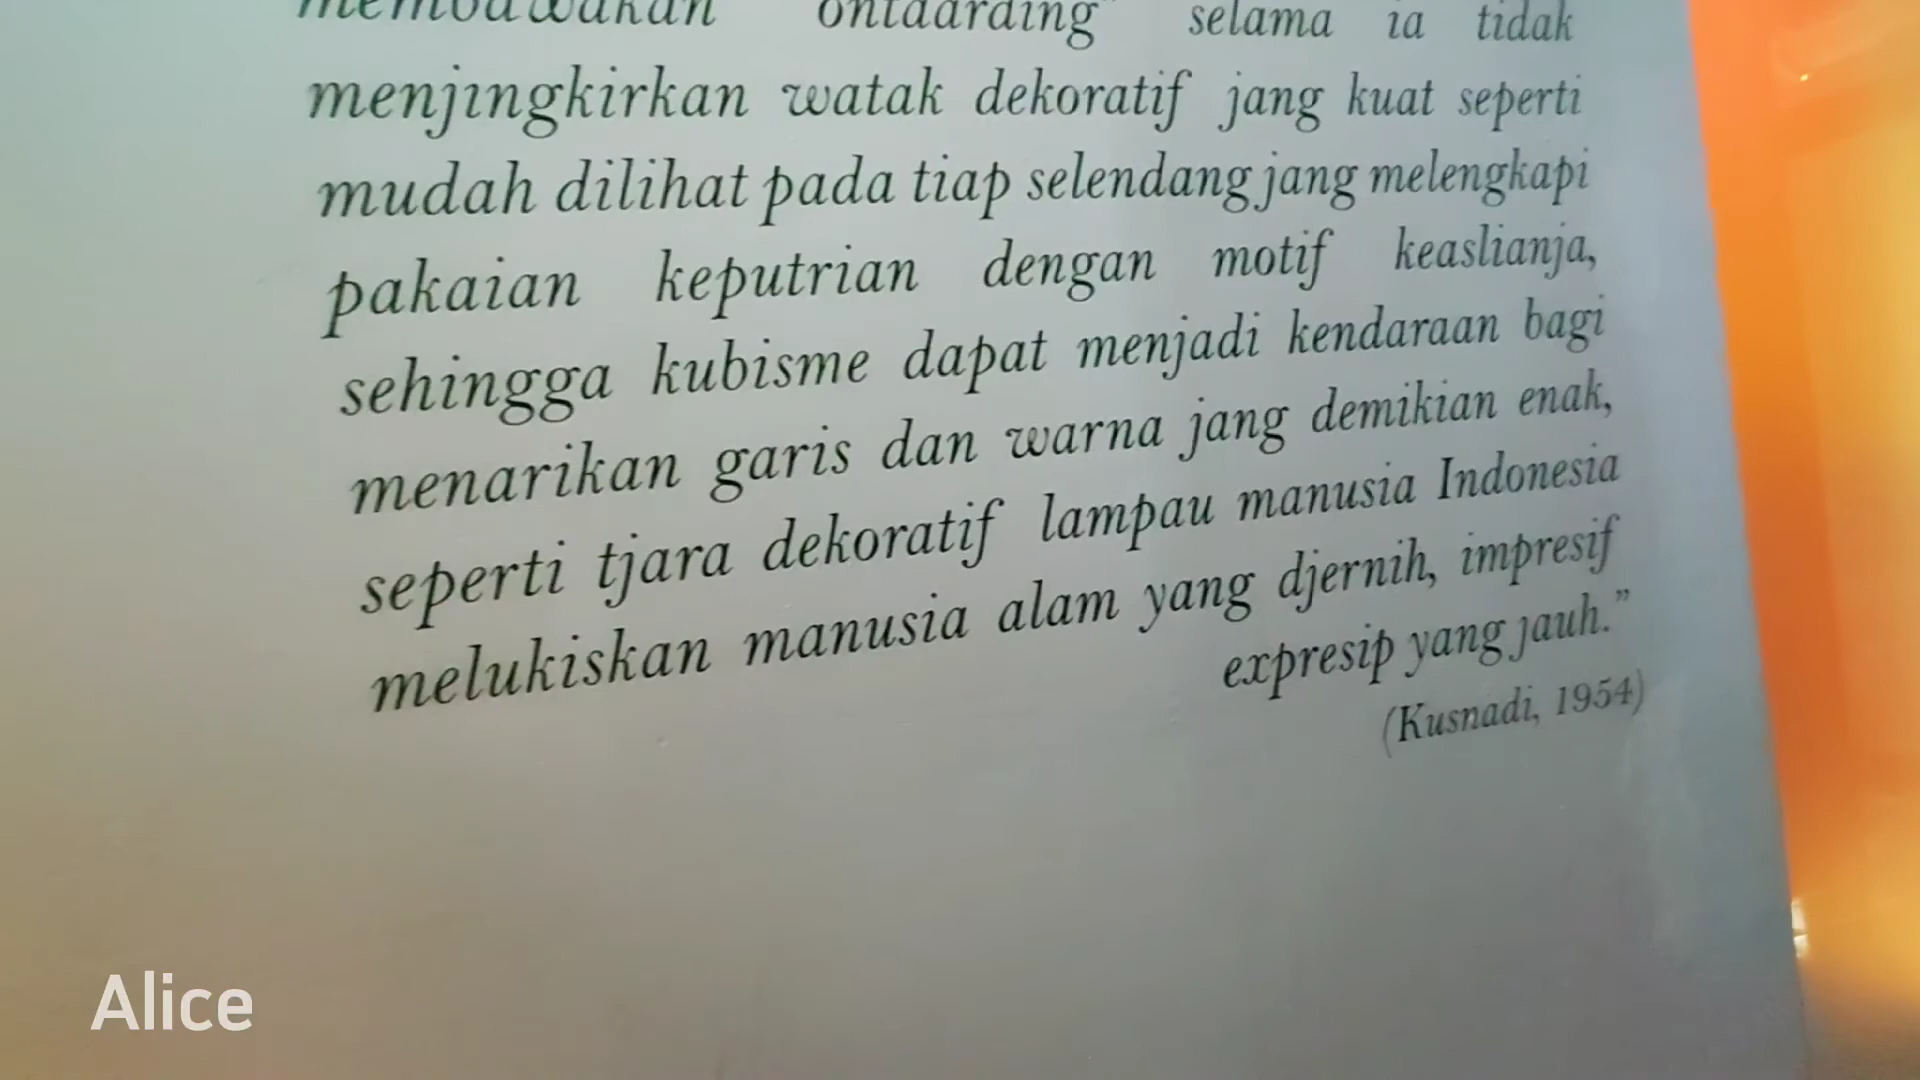 membawakan "ontaarding" selama ia tidak
menjingkirkan watak dekoratif jang kuat seperti
mudah dilihat pada tiap selendang jang melengkapi
pakaian keputrian dengan motif keaslianja,
sehingga kubisme dapat menjadi kendaraan bagi
menarikan garis dan warna jang demikian enak,
seperti tjara dekoratif lampau manusia Indonesia
melukiskan manusia alam yang djernih, impresif
expresip yang jauh.”
(Kusnadi, 1954)
Alice